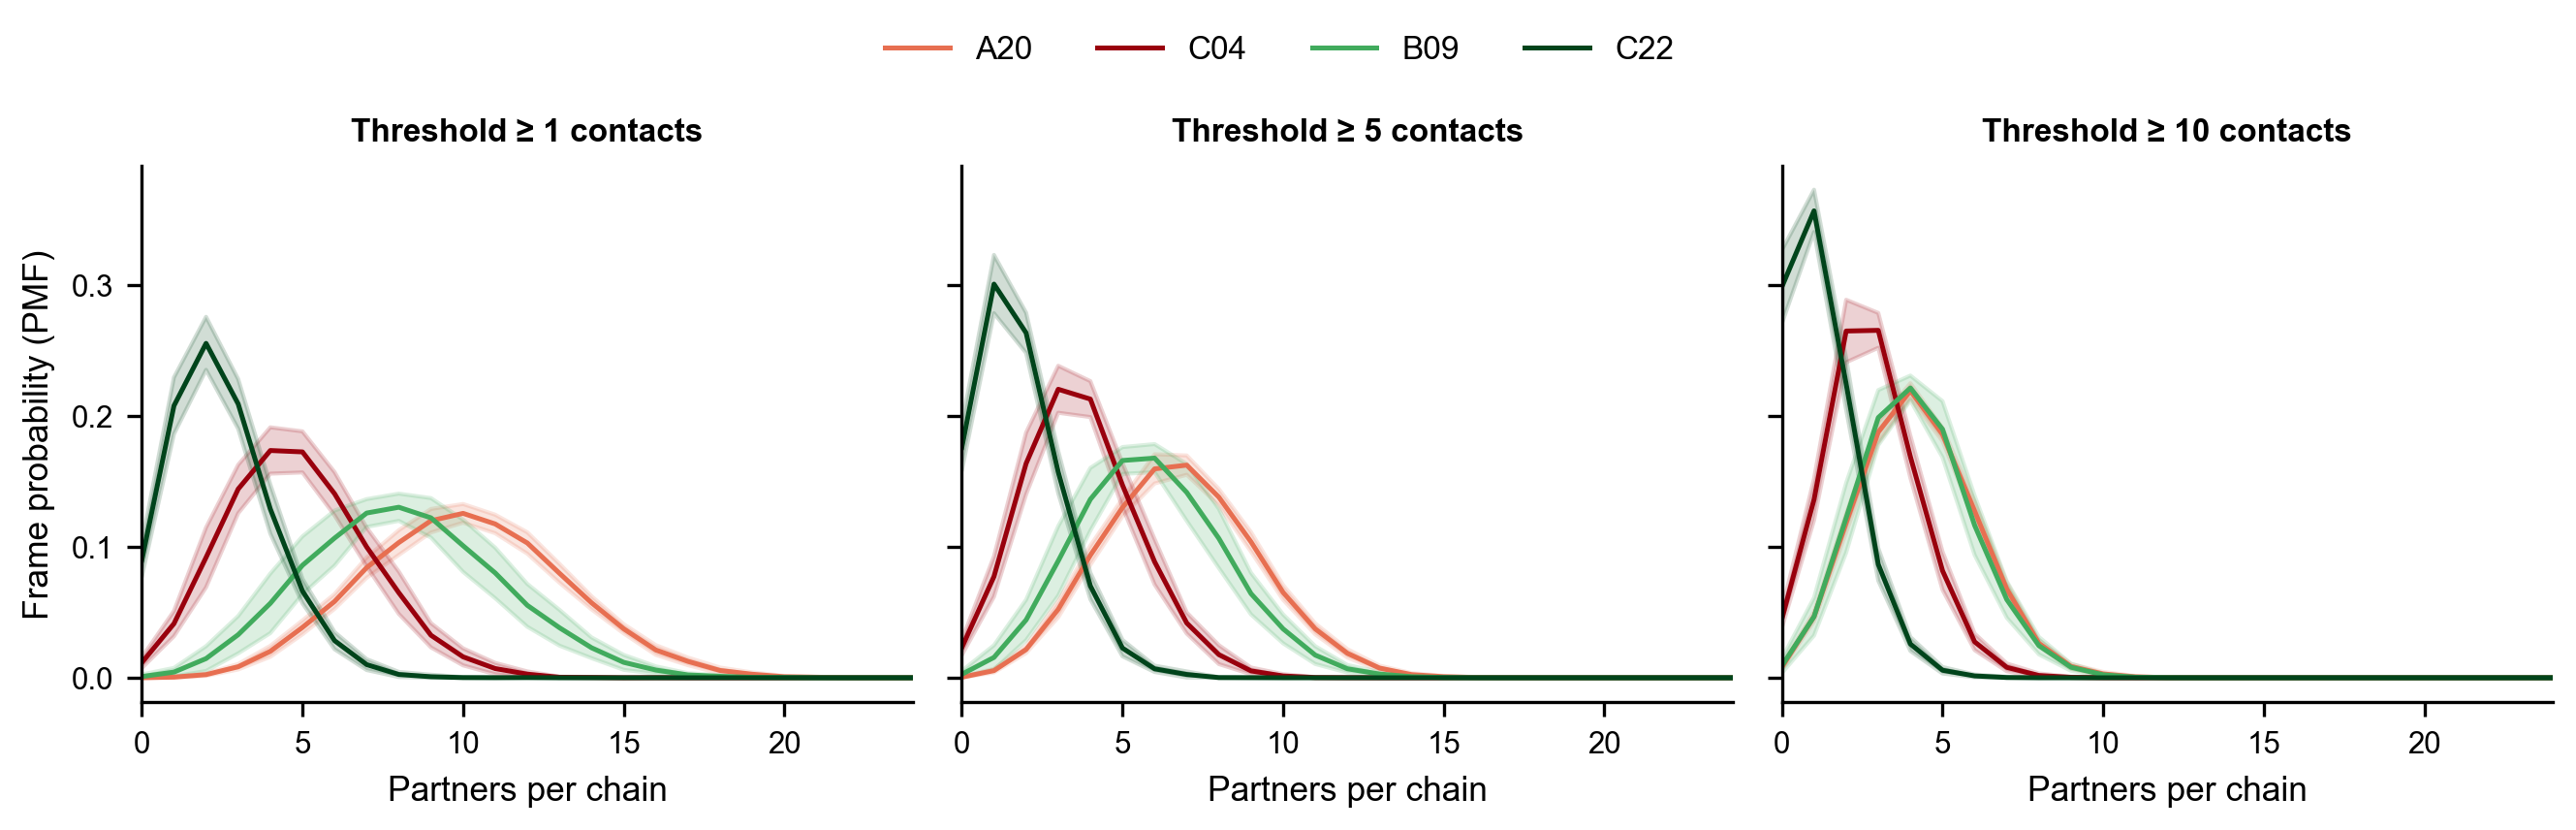 A20 C04 B09 C22
Threshold ≥ 1 contacts Threshold ≥ 5 contacts Threshold ≥ 10 contacts
Frame probability (PMF)
0.3
0.2
0.1
0.0
0 5 10 15 20 0 5 10 15 20 0 5 10 15 20
Partners per chain Partners per chain Partners per chain